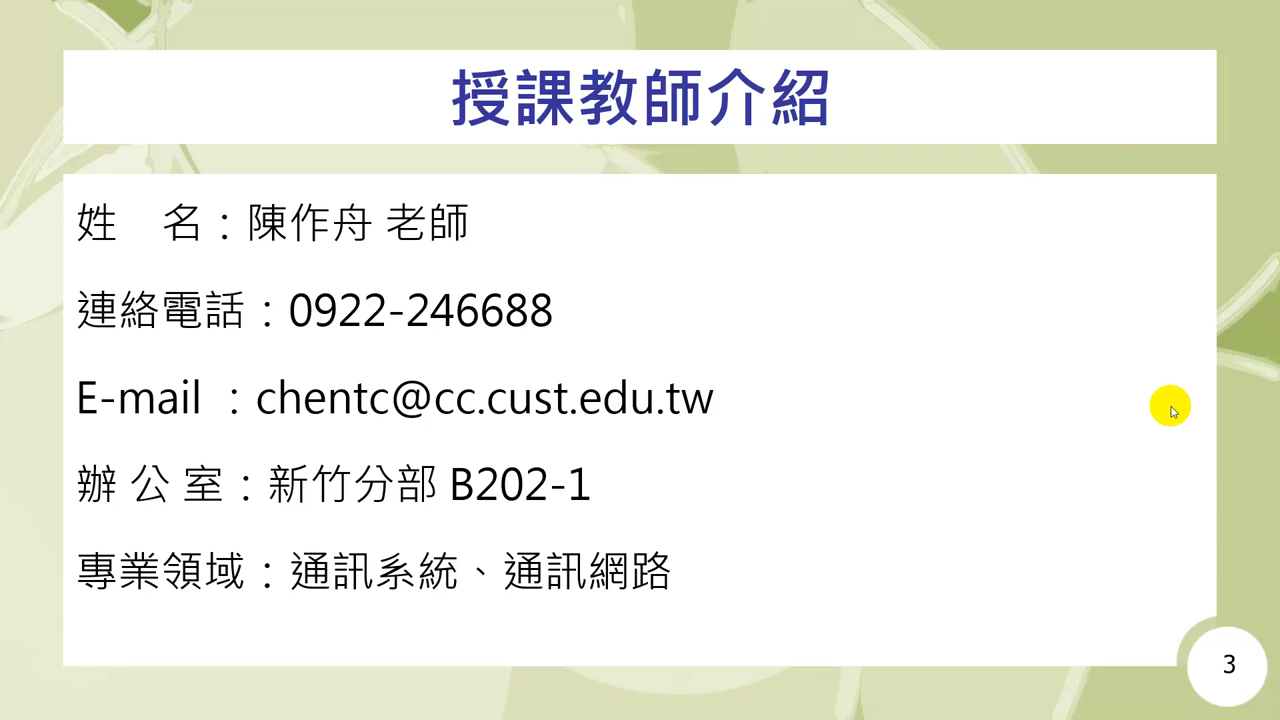 授課教師介紹
姓　名：陳作舟 老師
連絡電話：0922-246688
E-mail ：chentc@cc.cust.edu.tw
辦 公 室：新竹分部 B202-1
專業領域：通訊系統、通訊網路
3